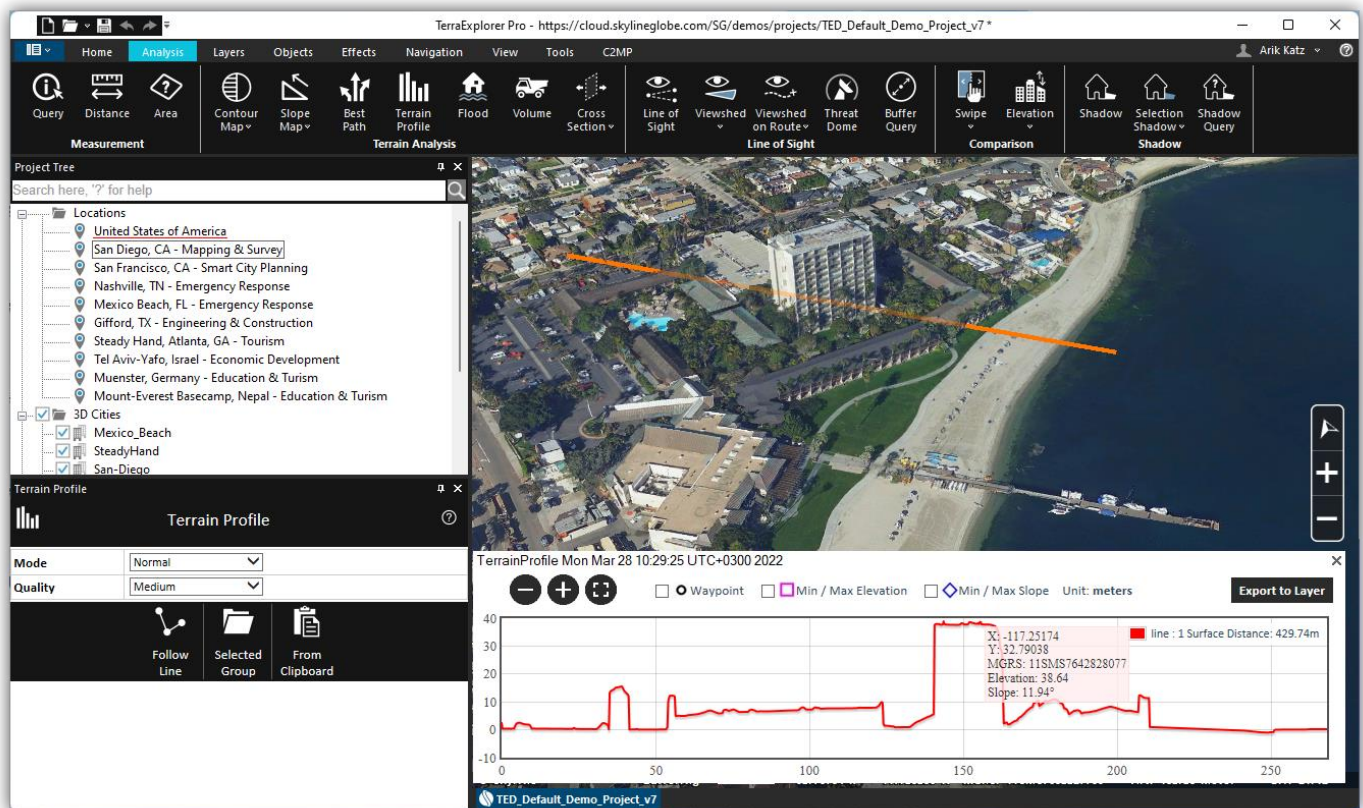 TerraExplorer Pro - https://cloud.skylineglobe.com/SG/demos/projects/TED_Default_Demo_Project_v7 *
Home Analysis Layers Objects Effects Navigation View Tools C2MP Arik Katz
Query Distance Area Contour Map Slope Map Best Path Terrain Profile Flood Volume Cross Section Line of Sight Viewshed Viewshed on Route Threat Dome Buffer Query Swipe Elevation Shadow Selection Shadow Shadow Query
Measurement Terrain Analysis Line of Sight Comparison Shadow
Project Tree
Search here, '?' for help
Locations
United States of America
San Diego, CA - Mapping & Survey
San Francisco, CA - Smart City Planning
Nashville, TN - Emergency Response
Mexico Beach, FL - Emergency Response
Gifford, TX - Engineering & Construction
Steady Hand, Atlanta, GA - Tourism
Tel Aviv-Yafo, Israel - Economic Development
Muenster, Germany - Education & Turism
Mount-Everest Basecamp, Nepal - Education & Turism
3D Cities
Mexico_Beach
SteadyHand
San-Diego
Terrain Profile
Terrain Profile
Mode Normal
Quality Medium
Follow Line Selected Group From Clipboard
TerrainProfile Mon Mar 28 10:29:25 UTC+0300 2022
Waypoint Min / Max Elevation Min / Max Slope Unit: meters Export to Layer
40
30
20
10
0
-10
line : 1 Surface Distance: 429.74m
X: -117.25174
Y: 32.79038
MGRS: 11SMS7642828077
Elevation: 38.64
Slope: 11.94°
0 50 100 150 200 250
TED_Default_Demo_Project_v7